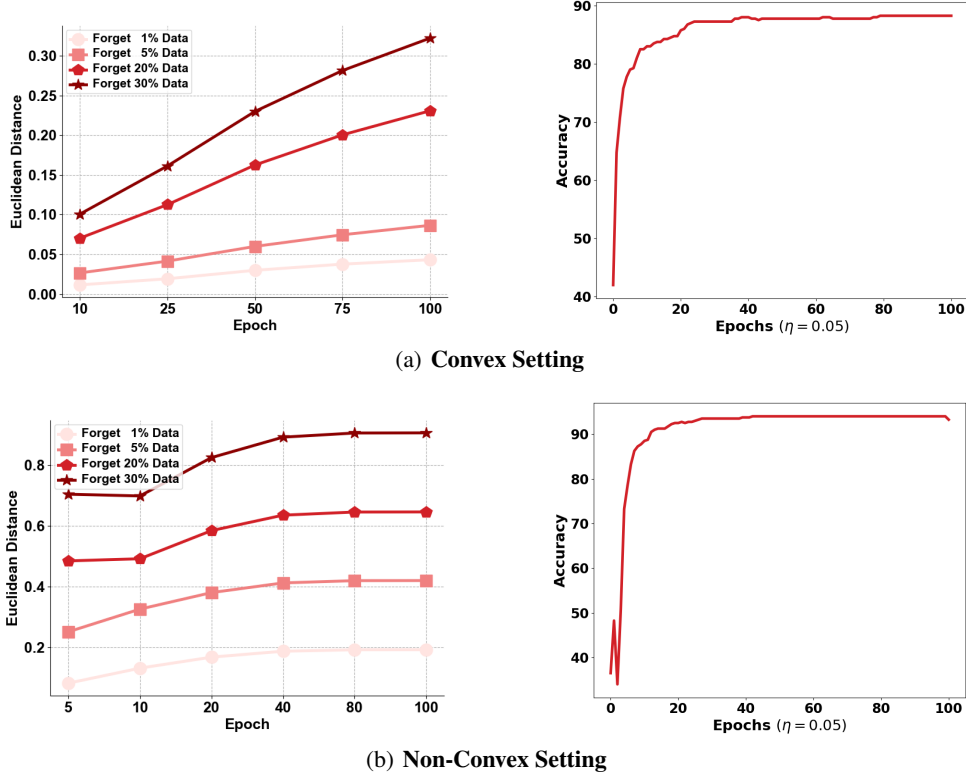 Forget 1% Data
Forget 5% Data
Forget 20% Data
Forget 30% Data
Euclidean Distance
0.30
0.25
0.20
0.15
0.10
0.05
0.00
10 25 50 75 100
Epoch
Accuracy
90
80
70
60
50
40
0 20 40 60 80 100
Epochs (η = 0.05)
(a) Convex Setting
Forget 1% Data
Forget 5% Data
Forget 20% Data
Forget 30% Data
Euclidean Distance
0.8
0.6
0.4
0.2
5 10 20 40 80 100
Epoch
Accuracy
90
80
70
60
50
40
0 20 40 60 80 100
Epochs (η = 0.05)
(b) Non-Convex Setting